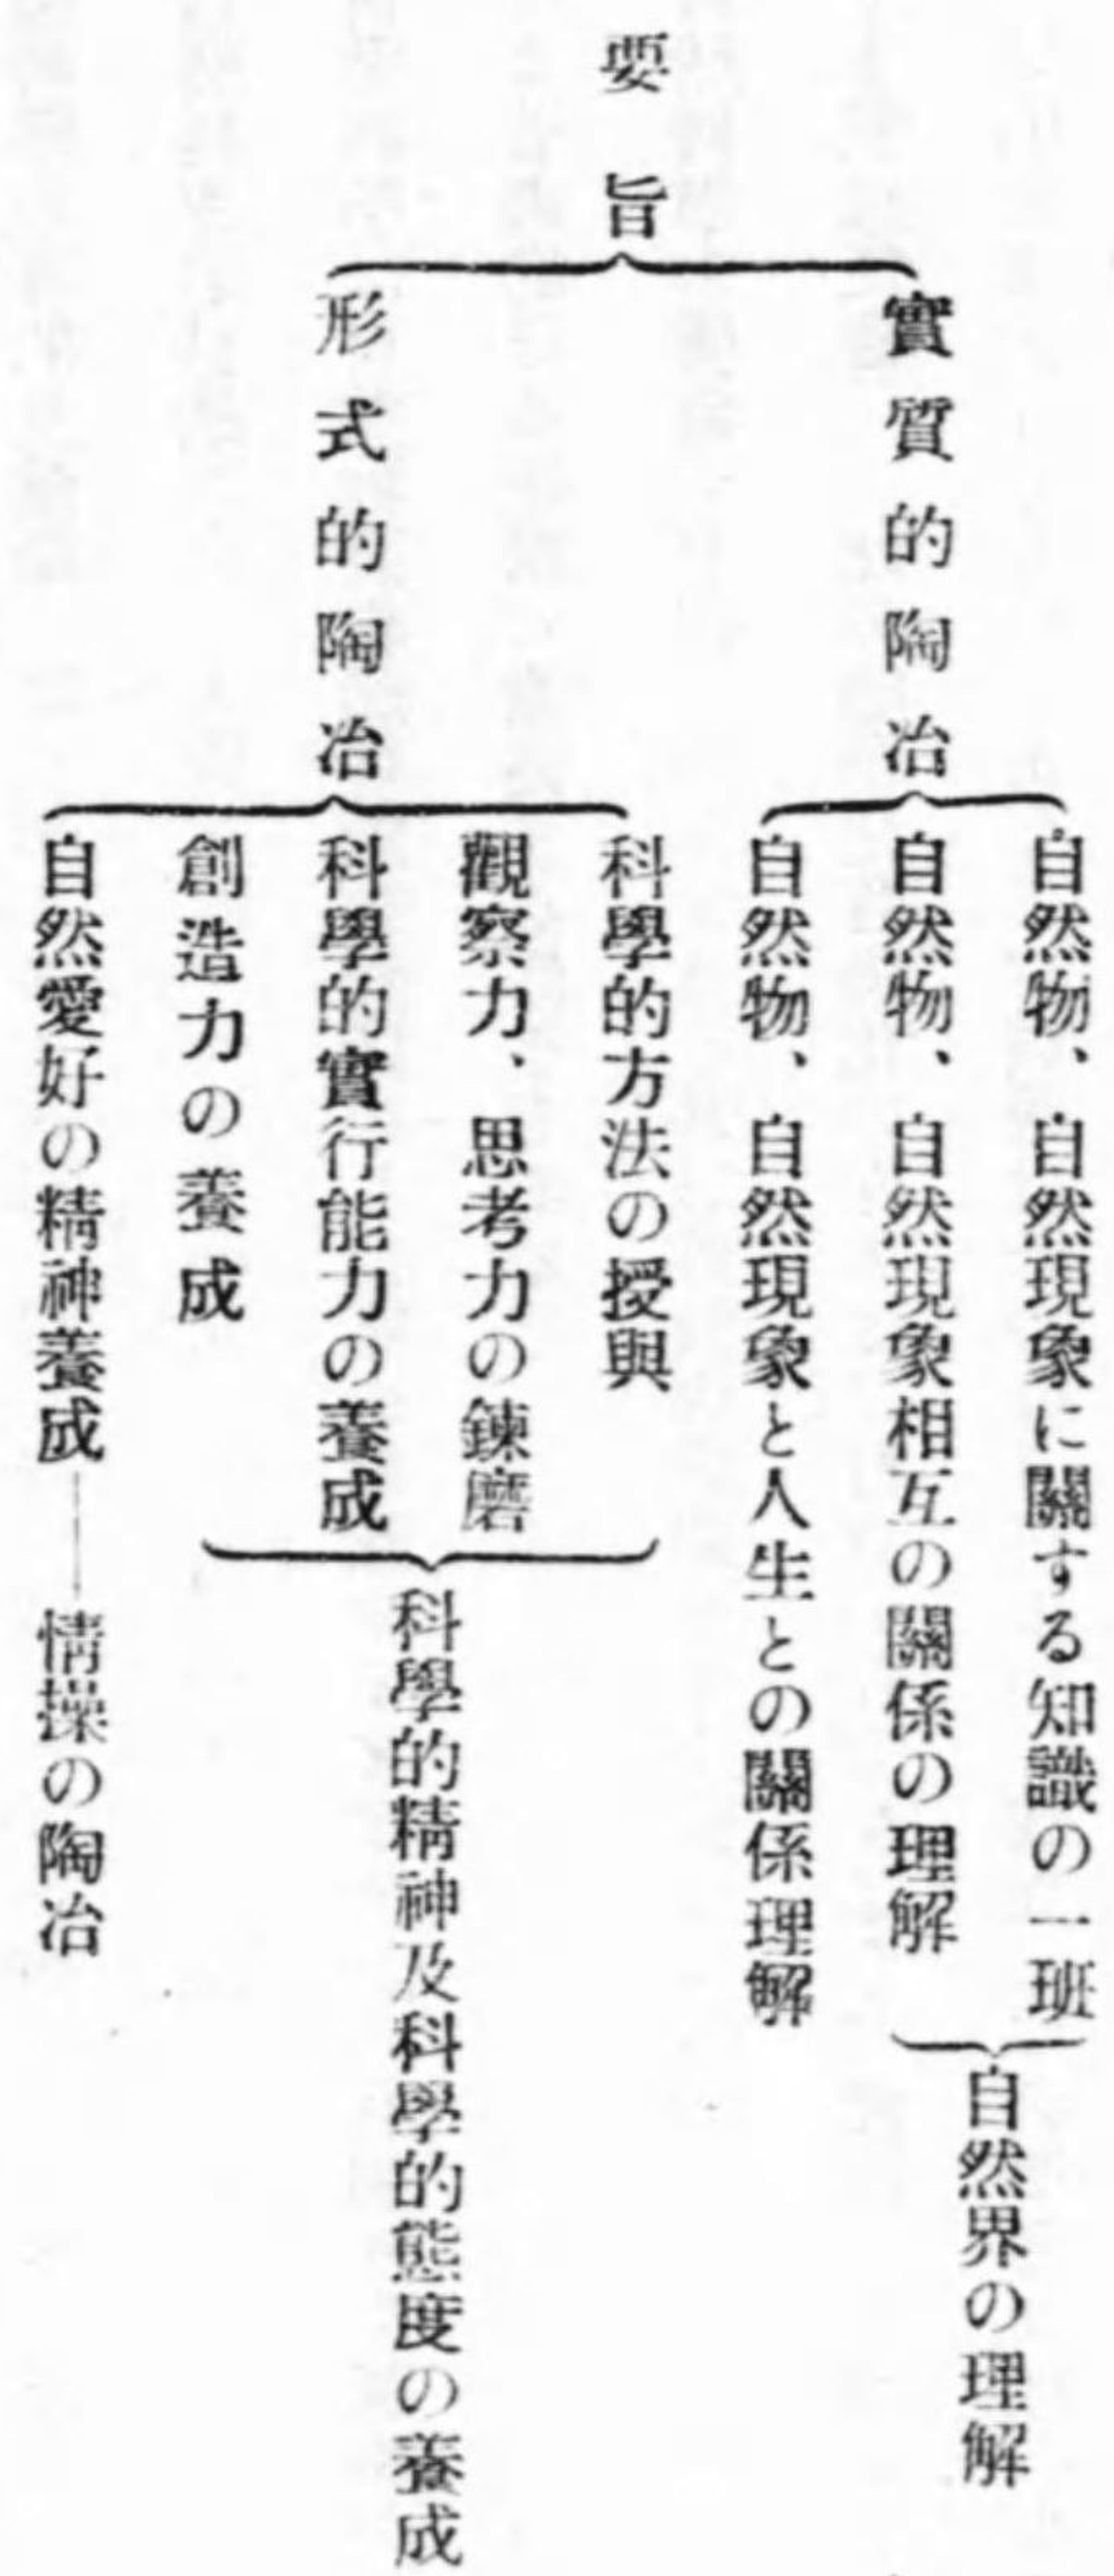 要旨
實質的陶冶
自然物、自然現象に關する知識の一班
自然物、自然現象相互の關係の理解
自然界の理解
自然物、自然現象と人生との關係理解
形式的陶冶
科學的方法の授與
觀察力、思考力の鍊磨
科學的實行能力の養成
創造力の養成
科學的精神及科學的態度の養成
自然愛好の精神養成——情操の陶冶